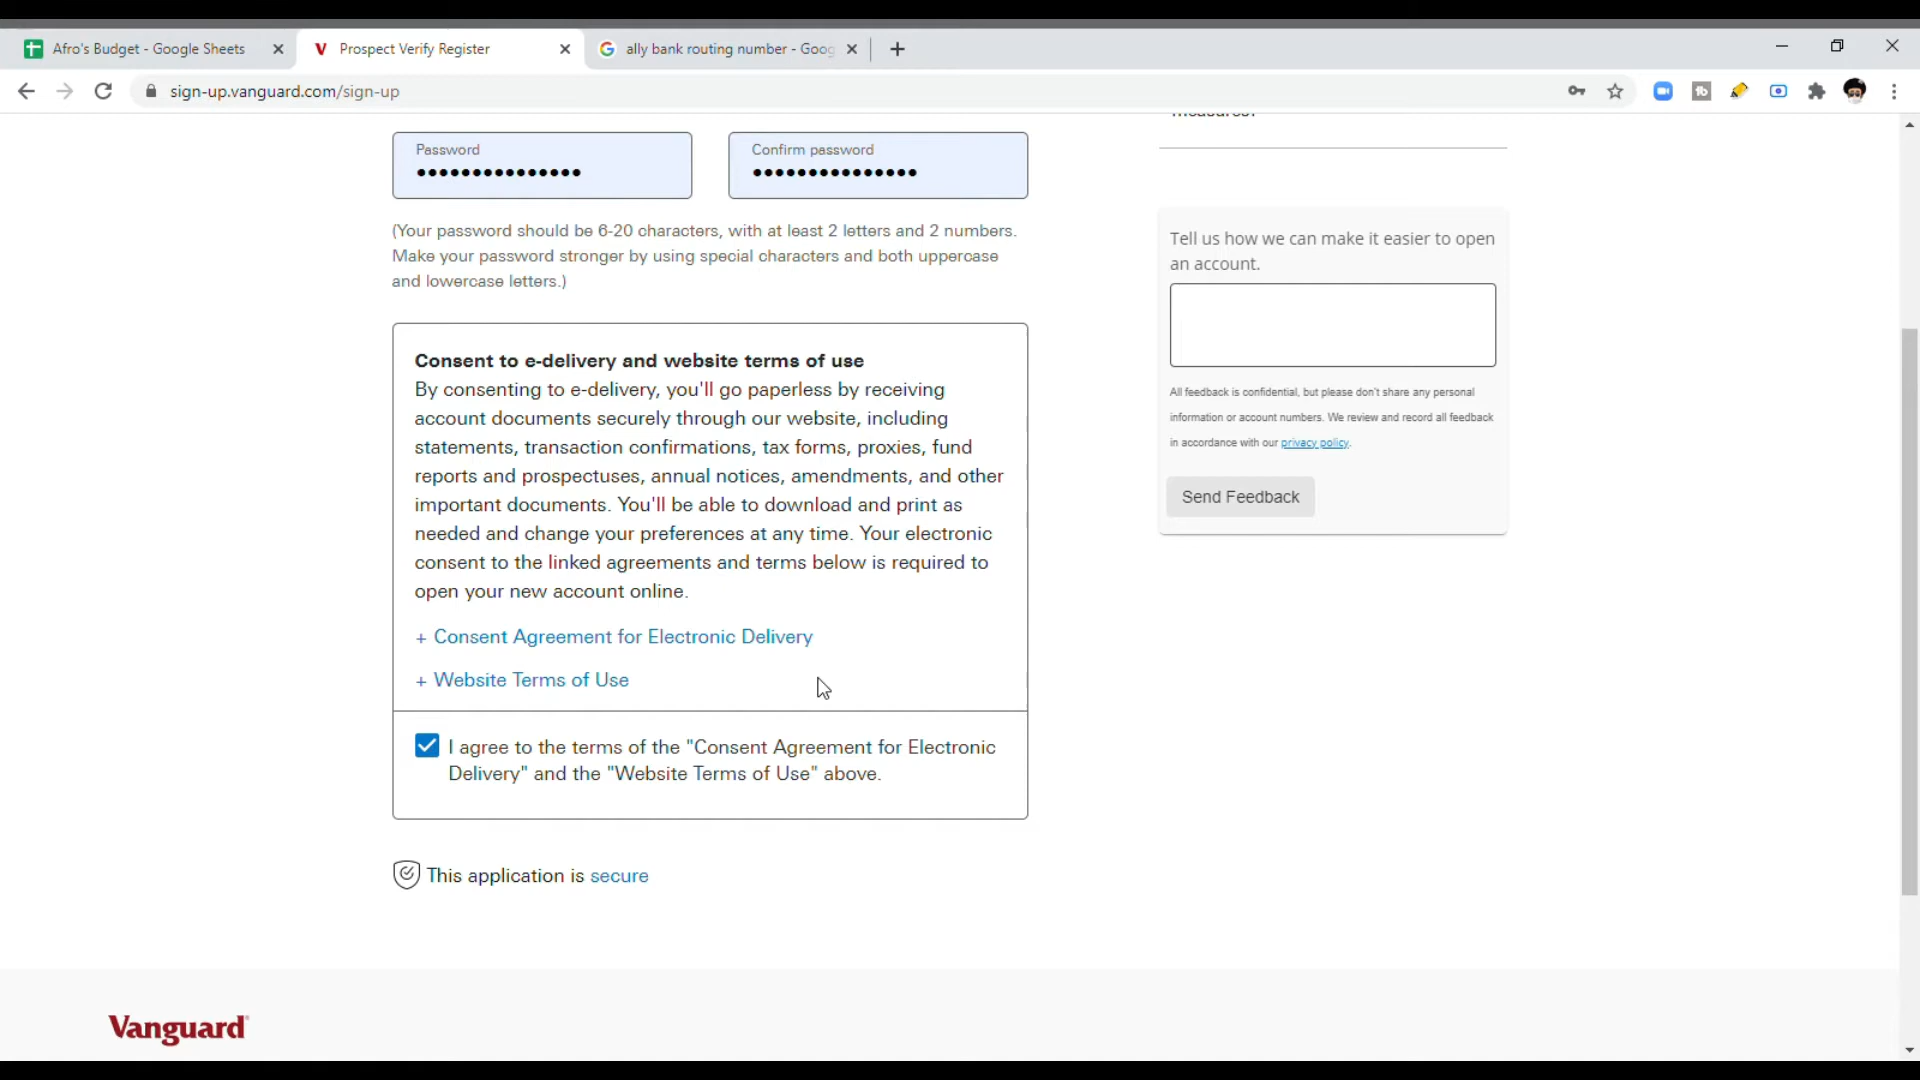 Afro's Budget - Google Sheets
Prospect Verify Register
ally bank routing number - Goog
sign-up.vanguard.com/sign-up
Password
Confirm password
(Your password should be 6-20 characters, with at least 2 letters and 2 numbers.
Make your password stronger by using special characters and both uppercase
and lowercase letters.)
Consent to e-delivery and website terms of use
By consenting to e-delivery, you'll go paperless by receiving
account documents securely through our website, including
statements, transaction confirmations, tax forms, proxies, fund
reports and prospectuses, annual notices, amendments, and other
important documents. You'll be able to download and print as
needed and change your preferences at any time. Your electronic
consent to the linked agreements and terms below is required to
open your new account online.
+ Consent Agreement for Electronic Delivery
+ Website Terms of Use
I agree to the terms of the "Consent Agreement for Electronic
Delivery" and the "Website Terms of Use" above.
This application is secure
Vanguard
measures?
Tell us how we can make it easier to open
an account.
All feedback is confidential, but please don't share any personal
information or account numbers. We review and record all feedback
in accordance with our privacy policy.
Send Feedback